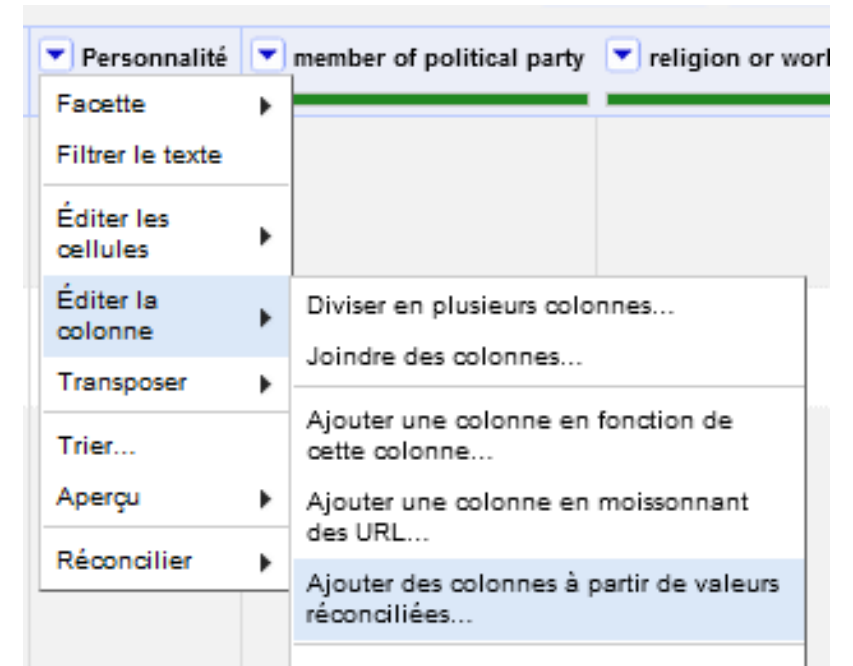 Personnalité
member of political party
religion or worl
Facette
Filtrer le texte
Éditer les
cellules
Éditer la
colonne
Transposer
Trier...
Aperçu
Réconcilier
Diviser en plusieurs colonnes...
Joindre des colonnes...
Ajouter une colonne en fonction de
cette colonne...
Ajouter une colonne en moissonnant
des URL...
Ajouter des colonnes à partir de valeurs
réconciliées...